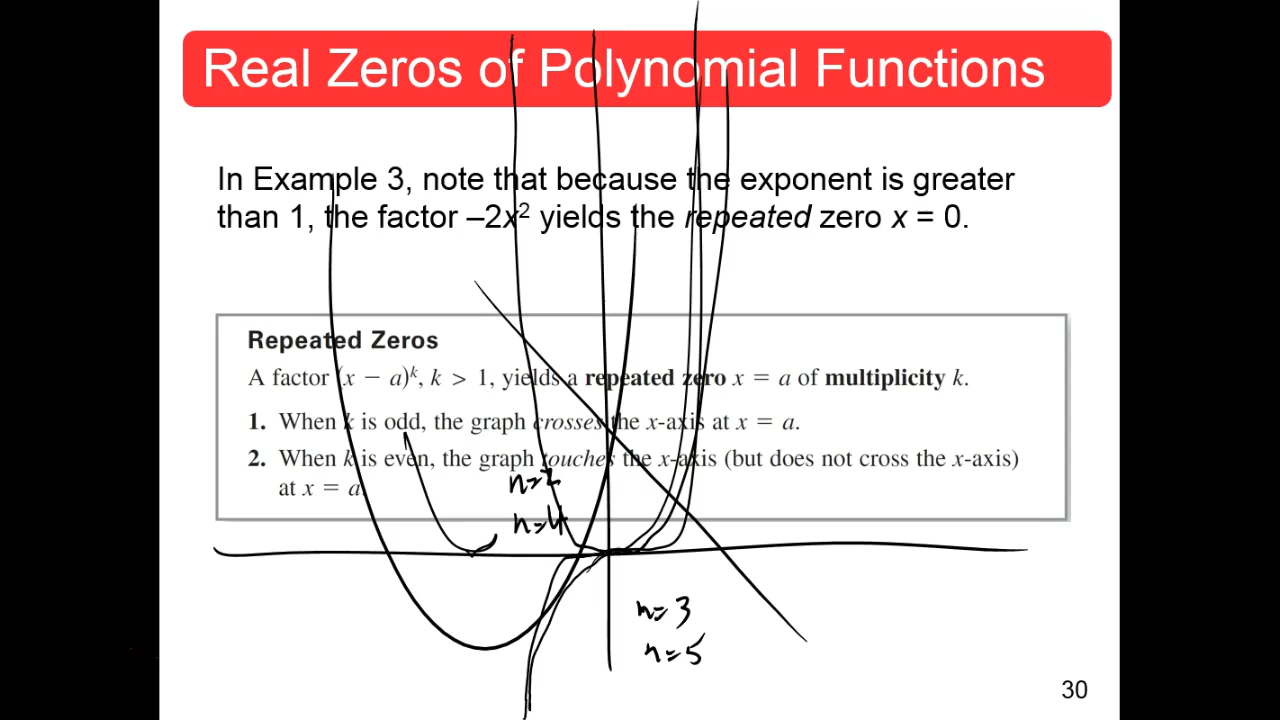 Real Zeros of Polynomial Functions
In Example 3, note that because the exponent is greater
than 1, the factor –2x² yields the repeated zero x = 0.
Repeated Zeros
A factor (x − a)ᵏ, k > 1, yields a repeated zero x = a of multiplicity k.
1. When k is odd, the graph crosses the x-axis at x = a.
2. When k is even, the graph touches the x-axis (but does not cross the x-axis)
at x = a.
n=2
n=4
n=3
n=5
30